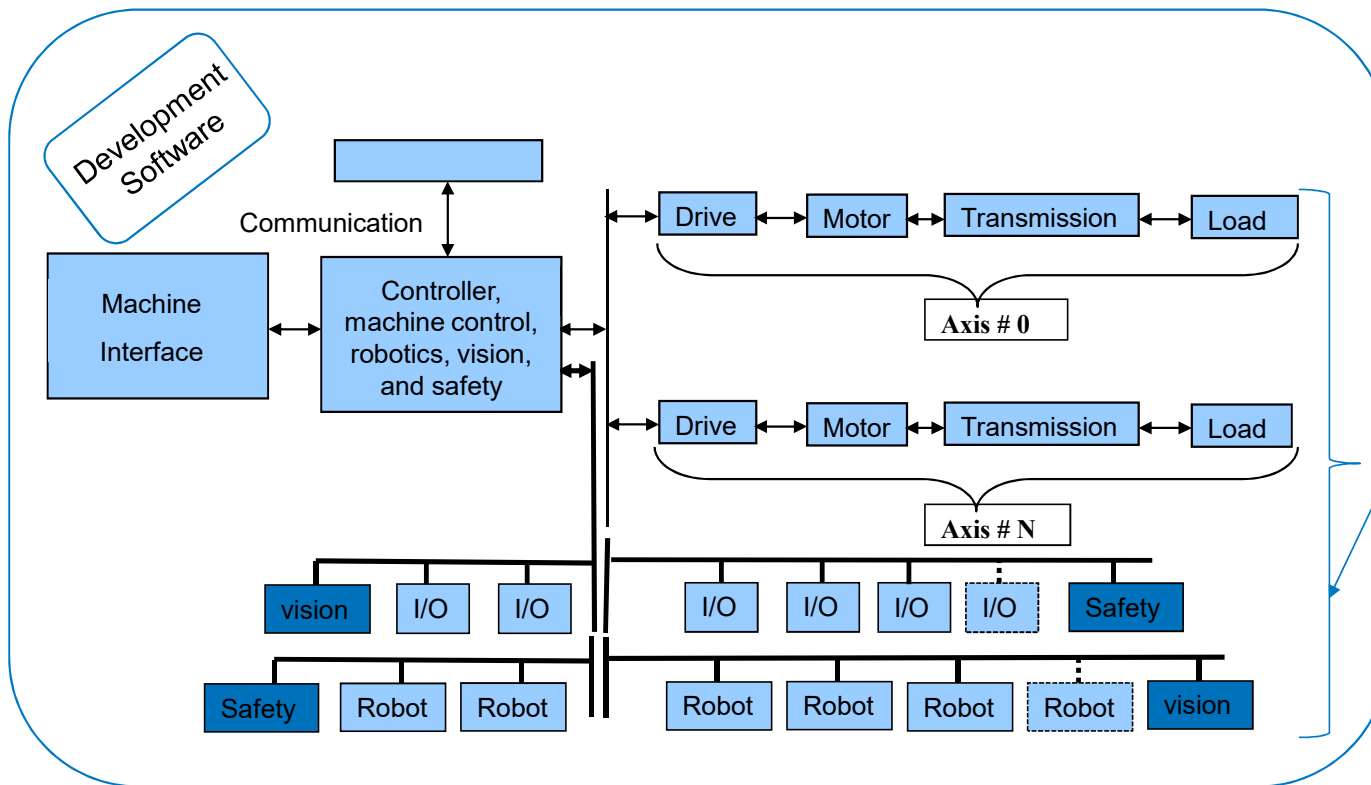 Development
Software
Communication
Machine
Interface
Controller,
machine control,
robotics, vision,
and safety
Drive
Motor
Transmission
Load
Axis # 0
Drive
Motor
Transmission
Load
Axis # N
vision
I/O
I/O
I/O
I/O
I/O
I/O
Safety
Safety
Robot
Robot
Robot
Robot
Robot
Robot
vision